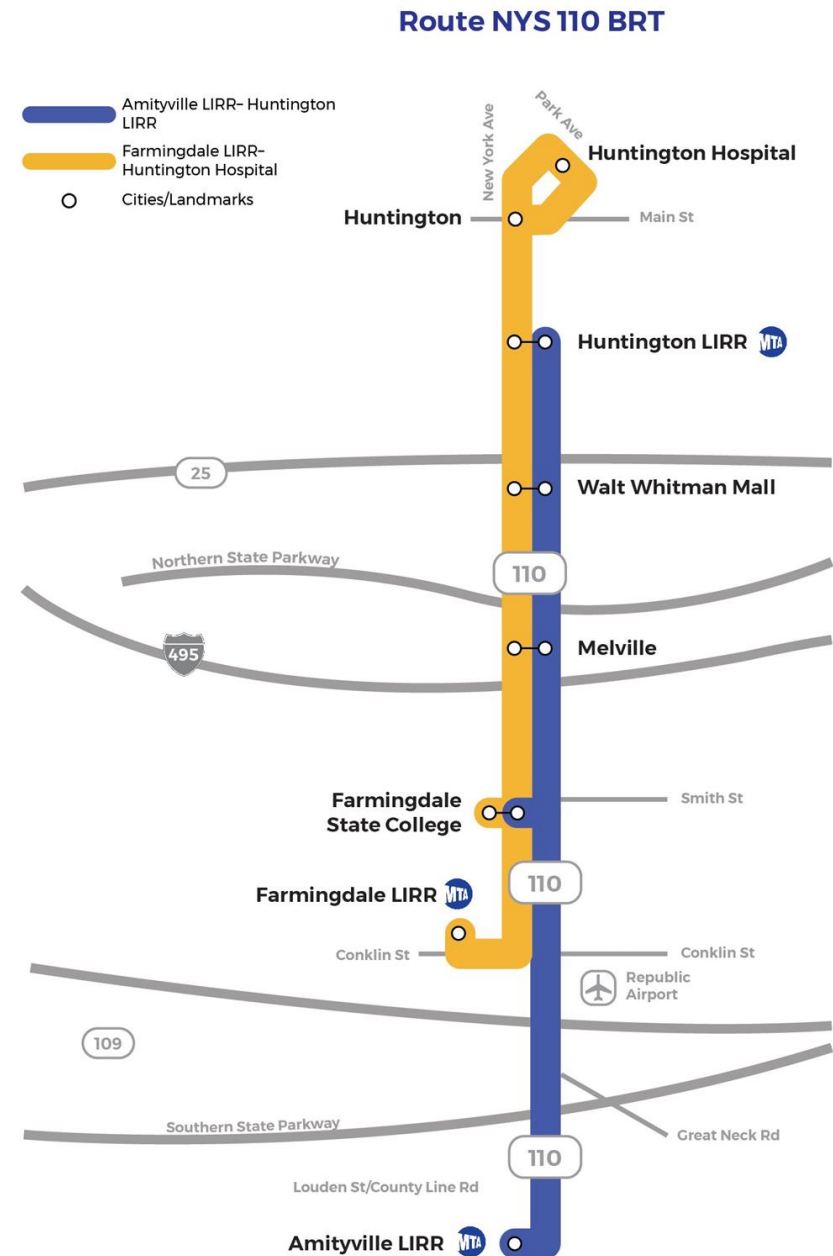 Route NYS 110 BRT
Amityville LIRR– Huntington
LIRR
Farmingdale LIRR–
Huntington Hospital
Cities/Landmarks
New York Ave
Park Ave
Huntington Hospital
Huntington
Main St
Huntington LIRR MTA
25
Walt Whitman Mall
Northern State Parkway
110
495
Melville
Farmingdale
State College
Smith St
110
Farmingdale LIRR MTA
Conklin St
Conklin St
Republic
Airport
109
Southern State Parkway
Great Neck Rd
110
Louden St/County Line Rd
Amityville LIRR MTA